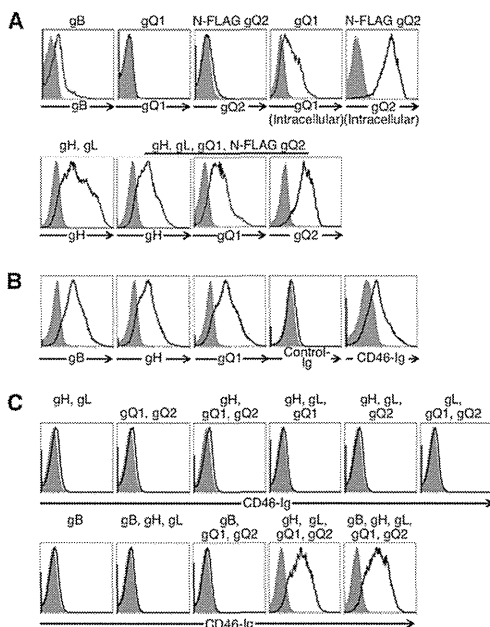 A
gB gQ1 N-FLAG gQ2 gQ1 N-FLAG gQ2
gB gQ1 gQ2 gQ1 gQ2
(Intracellular) (Intracellular)
gH, gL gH, gL, gQ1, N-FLAG gQ2
gH gH gQ1 gQ2
B
gB gH gQ1 Control-Ig CD46-Ig
C
gH, gL gQ1, gQ2 gH, gQ1, gQ2 gH, gL, gQ1 gH, gL, gQ2 gL, gQ1, gQ2
CD46-Ig
gB gB, gH, gL gB, gQ1, gQ2 gH, gL, gQ1, gQ2 gB, gH, gL, gQ1, gQ2
CD46-Ig